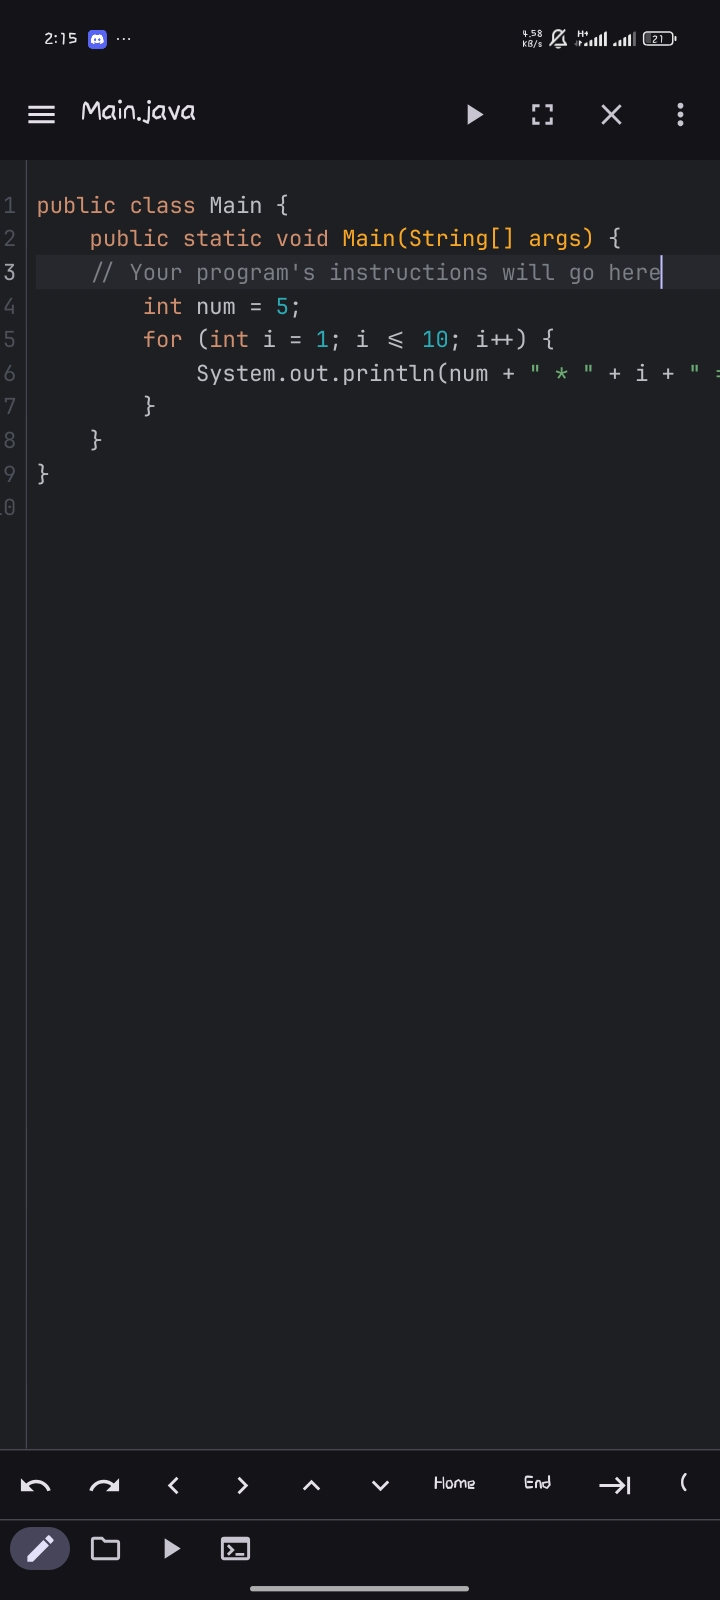 2:15 ... 4.58 KB/s H+ 21
Main.java
1 public class Main {
2     public static void Main(String[] args) {
3     // Your program's instructions will go here
4         int num = 5;
5         for (int i = 1; i <= 10; i++) {
6             System.out.println(num + " * " + i + " =
7         }
8     }
9 }
10
Home End (